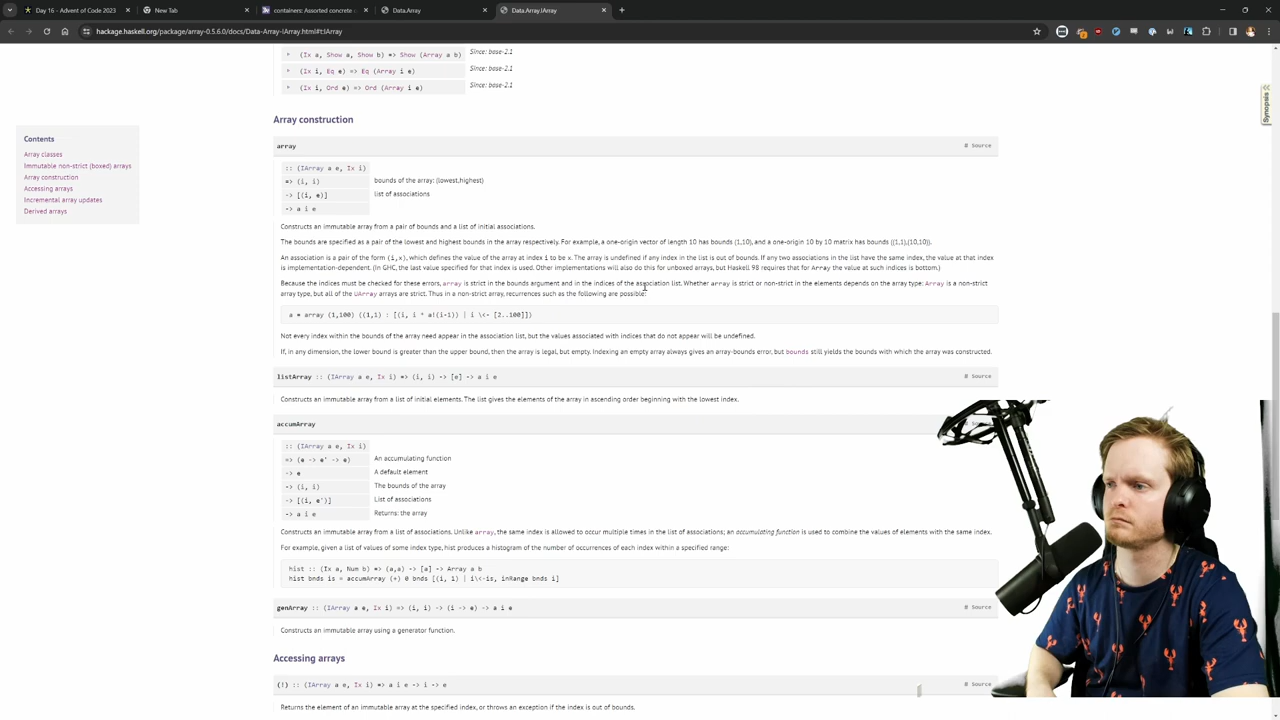 Day 16 - Advent of Code 2023
New Tab
containers: Assorted concrete c
Data.Array
Data.Array.IArray
hackage.haskell.org/package/array-0.5.6.0/docs/Data-Array-IArray.html#t:IArray
(Ix a, Show a, Show b) => Show (Array a b) Since: base-2.1
(Ix i, Eq e) => Eq (Array i e) Since: base-2.1
(Ix i, Ord e) => Ord (Array i e) Since: base-2.1
Synopsis
Contents
Array classes
Immutable non-strict (boxed) arrays
Array construction
Accessing arrays
Incremental array updates
Derived arrays
Array construction
array # Source
:: (IArray a e, Ix i)
=> (i, i) bounds of the array: (lowest,highest)
-> [(i, e)] list of associations
-> a i e
Constructs an immutable array from a pair of bounds and a list of initial associations.
The bounds are specified as a pair of the lowest and highest bounds in the array respectively. For example, a one-origin vector of length 10 has bounds (1,10), and a one-origin 10 by 10 matrix has bounds ((1,1),(10,10)).
An association is a pair of the form (i,x), which defines the value of the array at index i to be x. The array is undefined if any index in the list is out of bounds. If any two associations in the list have the same index, the value at that index
is implementation-dependent. (In GHC, the last value specified for that index is used. Other implementations will also do this for unboxed arrays, but Haskell 98 requires that for Array the value at such indices is bottom.)
Because the indices must be checked for these errors, array is strict in the bounds argument and in the indices of the association list. Whether array is strict or non-strict in the elements depends on the array type: Array is a non-strict
array type, but all of the UArray arrays are strict. Thus in a non-strict array, recurrences such as the following are possible:
a = array (1,100) ((1,1) : [(i, i * a!(i-1)) | i \<- [2..100]])
Not every index within the bounds of the array need appear in the association list, but the values associated with indices that do not appear will be undefined.
If, in any dimension, the lower bound is greater than the upper bound, then the array is legal, but empty. Indexing an empty array always gives an array-bounds error, but bounds still yields the bounds with which the array was constructed.
listArray :: (IArray a e, Ix i) => (i, i) -> [e] -> a i e # Source
Constructs an immutable array from a list of initial elements. The list gives the elements of the array in ascending order beginning with the lowest index.
accumArray Source
:: (IArray a e, Ix i)
=> (e -> e' -> e) An accumulating function
-> e A default element
-> (i, i) The bounds of the array
-> [(i, e')] List of associations
-> a i e Returns: the array
Constructs an immutable array from a list of associations. Unlike array, the same index is allowed to occur multiple times in the list of associations; an accumulating function is used to combine the values of elements with the same index.
For example, given a list of values of some index type, hist produces a histogram of the number of occurrences of each index within a specified range:
hist :: (Ix a, Num b) => (a,a) -> [a] -> Array a b
hist bnds is = accumArray (+) 0 bnds [(i, 1) | i\<-is, inRange bnds i]
genArray :: (IArray a e, Ix i) => (i, i) -> (i -> e) -> a i e # Source
Constructs an immutable array using a generator function.
Accessing arrays
(!) :: (IArray a e, Ix i) => a i e -> i -> e # Source
Returns the element of an immutable array at the specified index, or throws an exception if the index is out of bounds.